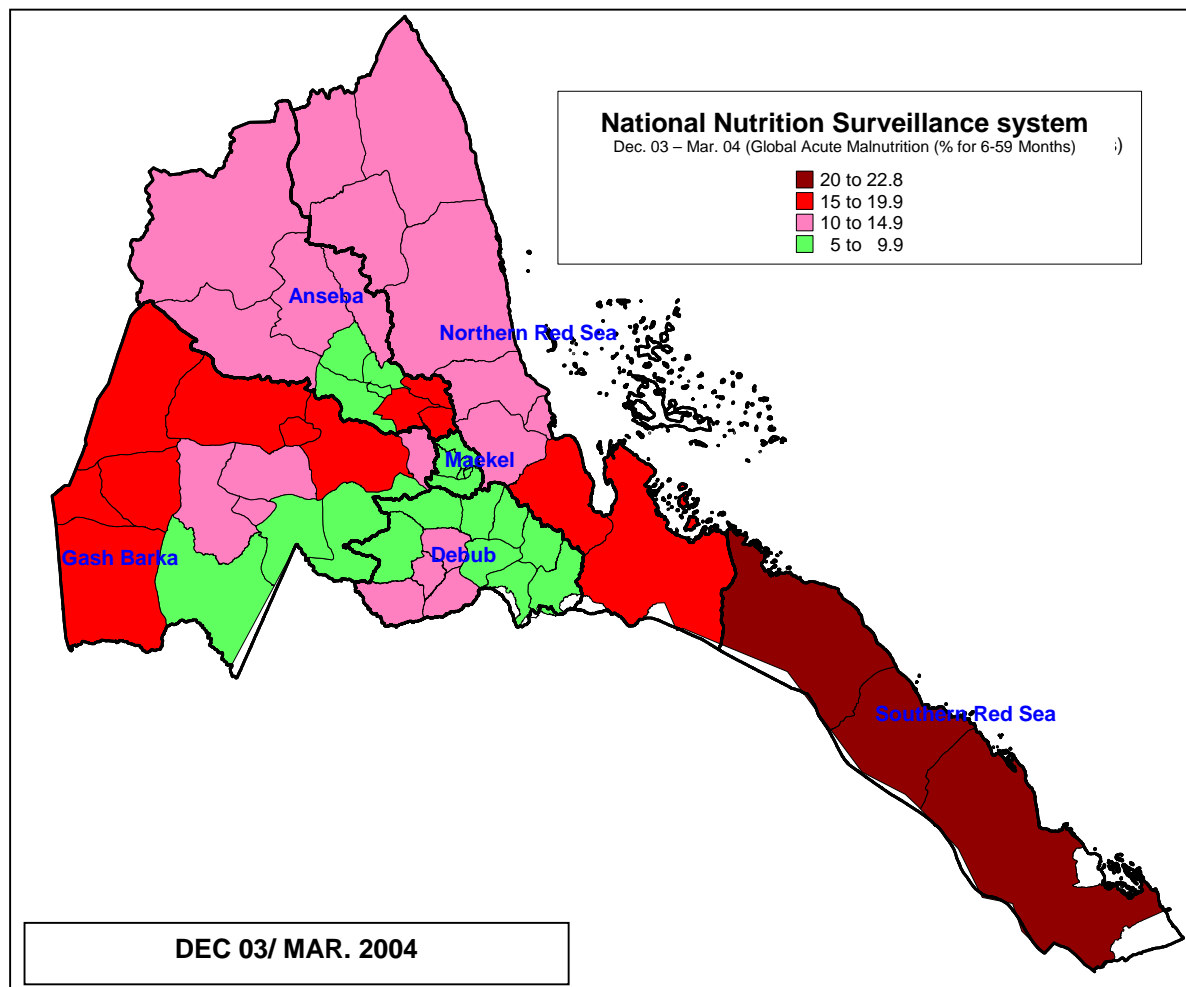 National Nutrition Surveillance system
Dec. 03 – Mar. 04 (Global Acute Malnutrition (% for 6-59 Months) )
20 to 22.8
15 to 19.9
10 to 14.9
5 to 9.9
Anseba
Northern Red Sea
Maekel
Gash Barka
Debub
Southern Red Sea
DEC 03/ MAR. 2004